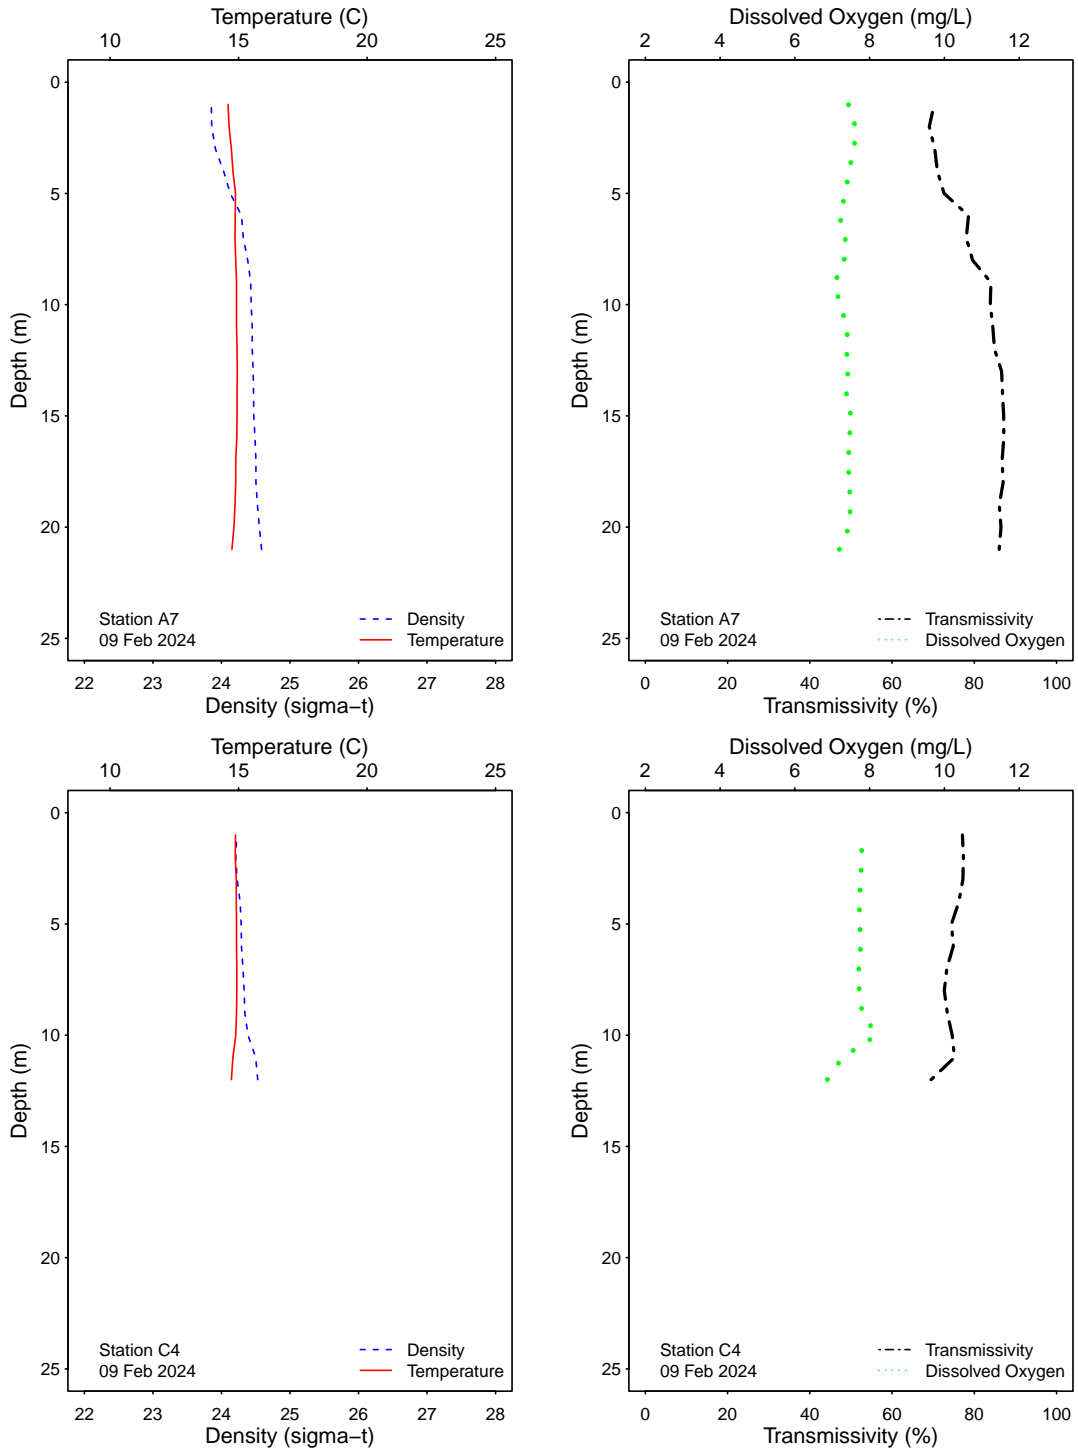 Temperature (C)
10 15 20 25
0
5
10
15
20
25
Depth (m)
Station A7
09 Feb 2024
Density
Temperature
22 23 24 25 26 27 28
Density (sigma−t)
Dissolved Oxygen (mg/L)
2 4 6 8 10 12
0
5
10
15
20
25
Depth (m)
Station A7
09 Feb 2024
Transmissivity
Dissolved Oxygen
0 20 40 60 80 100
Transmissivity (%)
Temperature (C)
10 15 20 25
0
5
10
15
20
25
Depth (m)
Station C4
09 Feb 2024
Density
Temperature
22 23 24 25 26 27 28
Density (sigma−t)
Dissolved Oxygen (mg/L)
2 4 6 8 10 12
0
5
10
15
20
25
Depth (m)
Station C4
09 Feb 2024
Transmissivity
Dissolved Oxygen
0 20 40 60 80 100
Transmissivity (%)